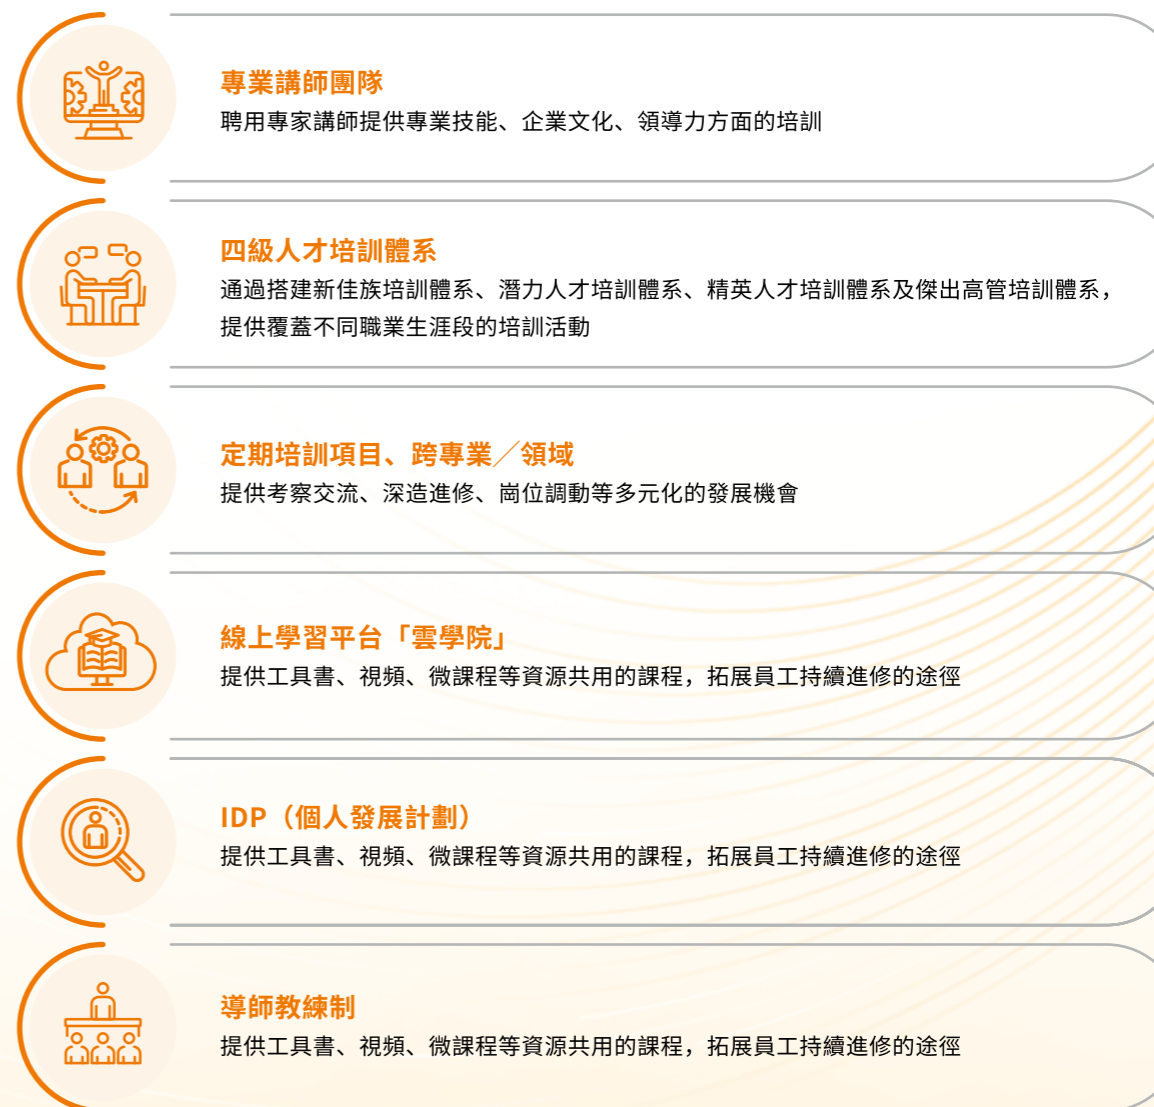 專業講師團隊
聘用專家講師提供專業技能、企業文化、領導力方面的培訓
四級人才培訓體系
通過搭建新佳族培訓體系、潛力人才培訓體系、精英人才培訓體系及傑出高管培訓體系，
提供覆蓋不同職業生涯段的培訓活動
定期培訓項目、跨專業╱領域
提供考察交流、深造進修、崗位調動等多元化的發展機會
線上學習平台「雲學院」
提供工具書、視頻、微課程等資源共用的課程，拓展員工持續進修的途徑
IDP（個人發展計劃）
提供工具書、視頻、微課程等資源共用的課程，拓展員工持續進修的途徑
導師教練制
提供工具書、視頻、微課程等資源共用的課程，拓展員工持續進修的途徑